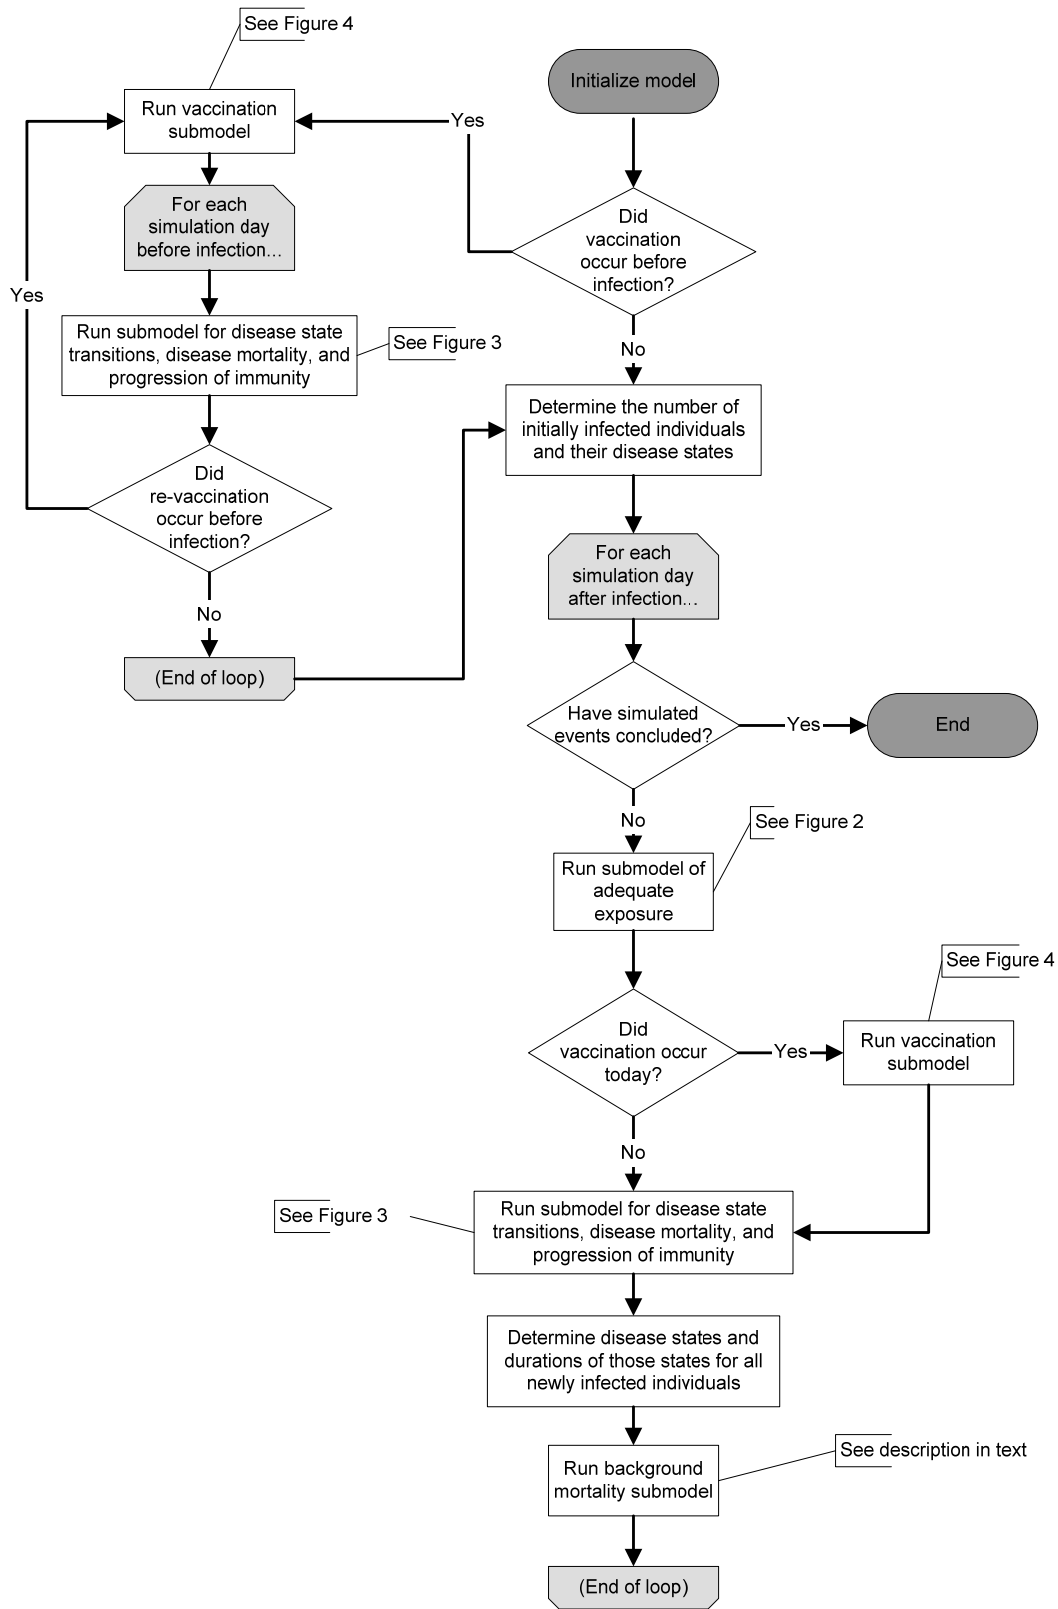 See Figure 4
Initialize model
Run vaccination
submodel
Yes
For each
simulation day
before infection...
Did
vaccination
occur before
infection?
Yes
Run submodel for disease state
transitions, disease mortality, and
progression of immunity
See Figure 3
No
Determine the number of
initially infected individuals
and their disease states
Did
re-vaccination
occur before
infection?
For each
simulation day
after infection...
No
(End of loop)
Have simulated
events concluded?
Yes
End
No
See Figure 2
Run submodel of
adequate
exposure
See Figure 4
Did
vaccination occur
today?
Yes
Run vaccination
submodel
No
See Figure 3
Run submodel for disease state
transitions, disease mortality, and
progression of immunity
Determine disease states and
durations of those states for all
newly infected individuals
See description in text
Run background
mortality submodel
(End of loop)